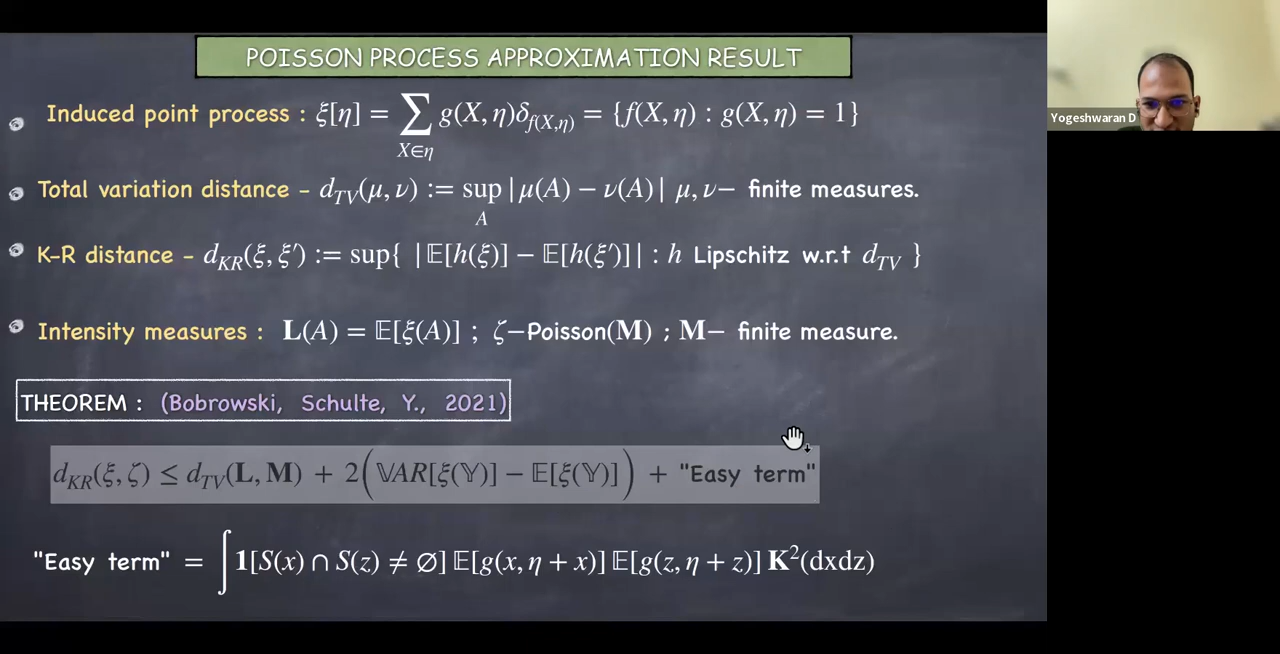 POISSON PROCESS APPROXIMATION RESULT
Induced point process : ξ[η] = ∑_{X∈η} g(X, η)δ_{f(X,η)} = {f(X, η) : g(X, η) = 1}
Total variation distance - d_{TV}(μ, ν) := sup_A |μ(A) − ν(A)| μ, ν− finite measures.
K-R distance - d_{KR}(ξ, ξ′) := sup{ |𝔼[h(ξ)] − 𝔼[h(ξ′)]| : h Lipschitz w.r.t d_{TV} }
Intensity measures : L(A) = 𝔼[ξ(A)] ; ζ−Poisson(M) ; M− finite measure.
THEOREM : (Bobrowski, Schulte, Y., 2021)
d_{KR}(ξ, ζ) ≤ d_{TV}(L, M) + 2(𝕍AR[ξ(𝕐)] − 𝔼[ξ(𝕐)]) + "Easy term"
"Easy term" = ∫ 1[S(x) ∩ S(z) ≠ ∅] 𝔼[g(x, η + x)] 𝔼[g(z, η + z)] K²(dxdz)
Yogeshwaran D